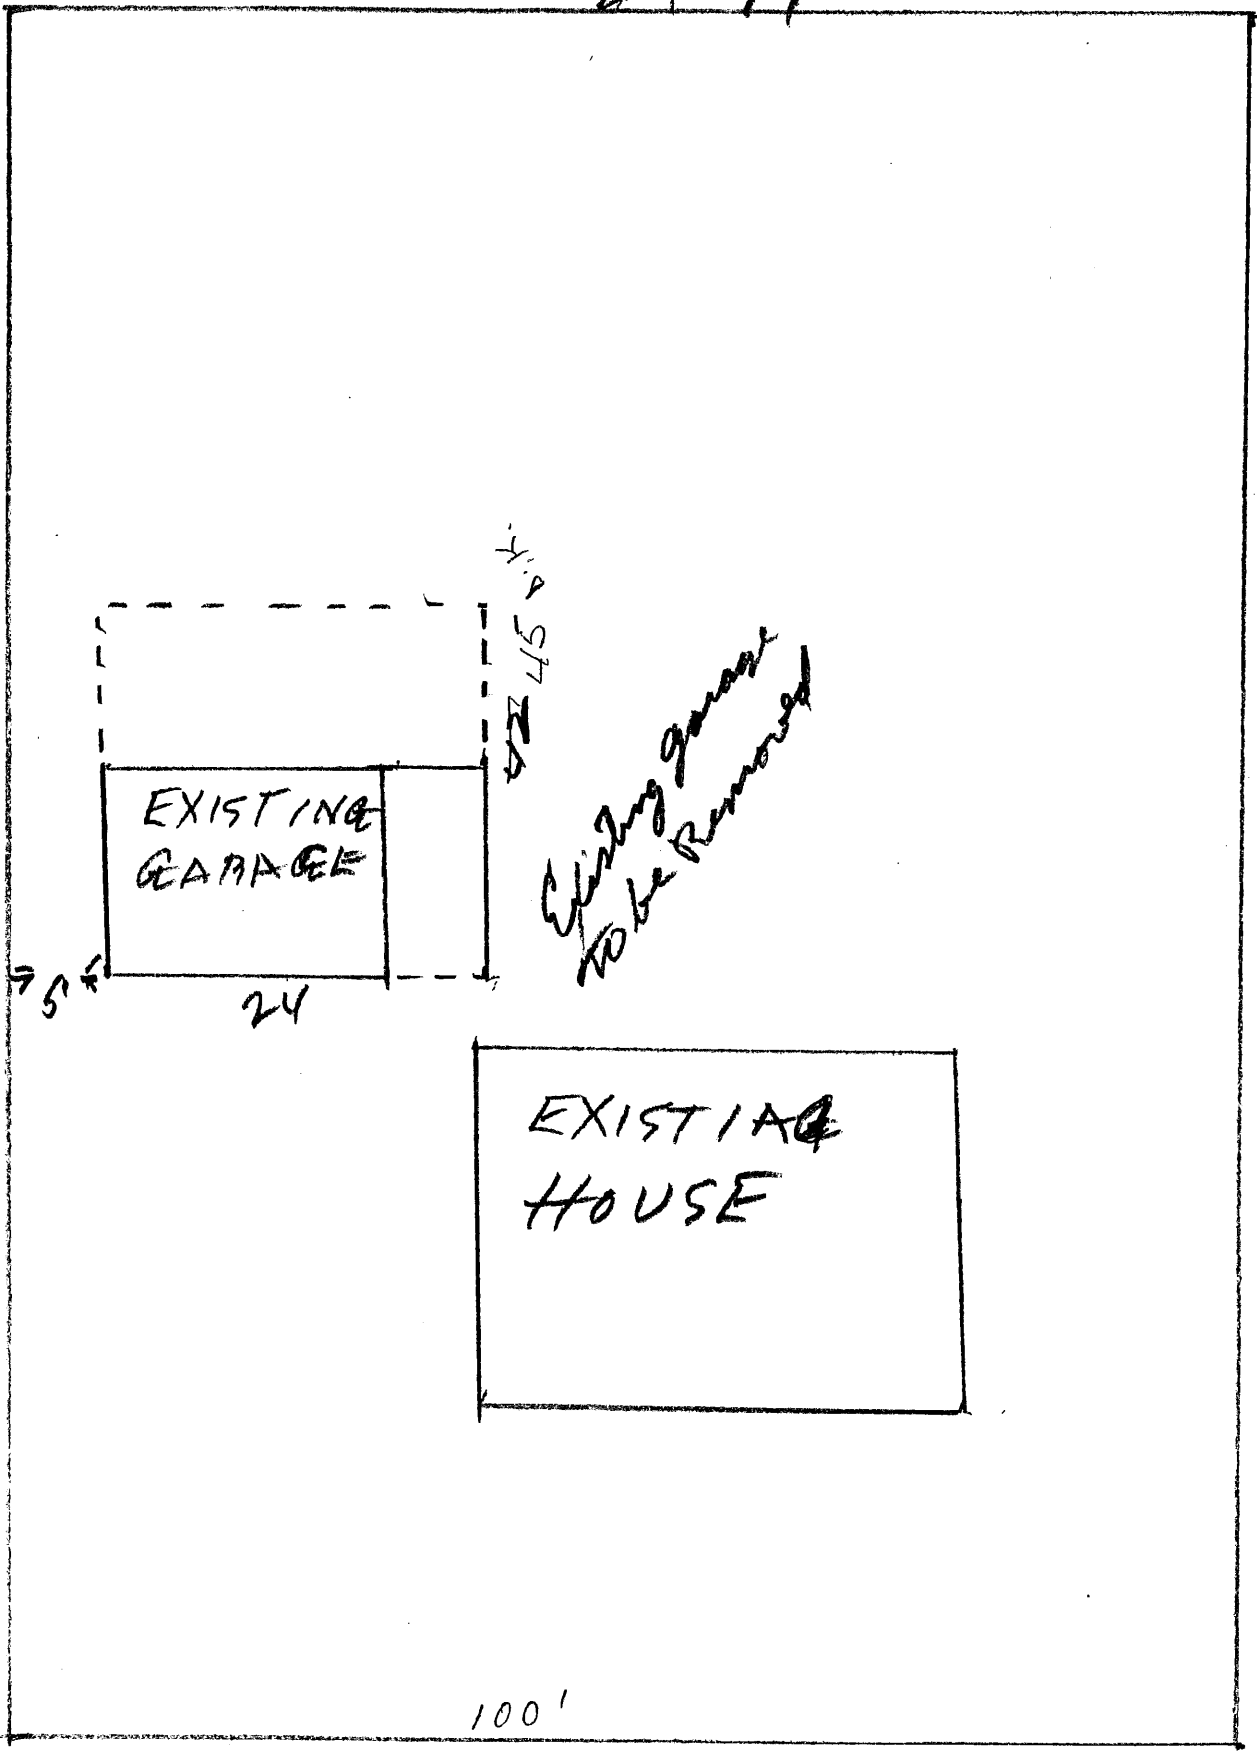 45
Existing garage
to be Removed
EXISTING
GARAGE
5'
24
EXISTING
HOUSE
100'